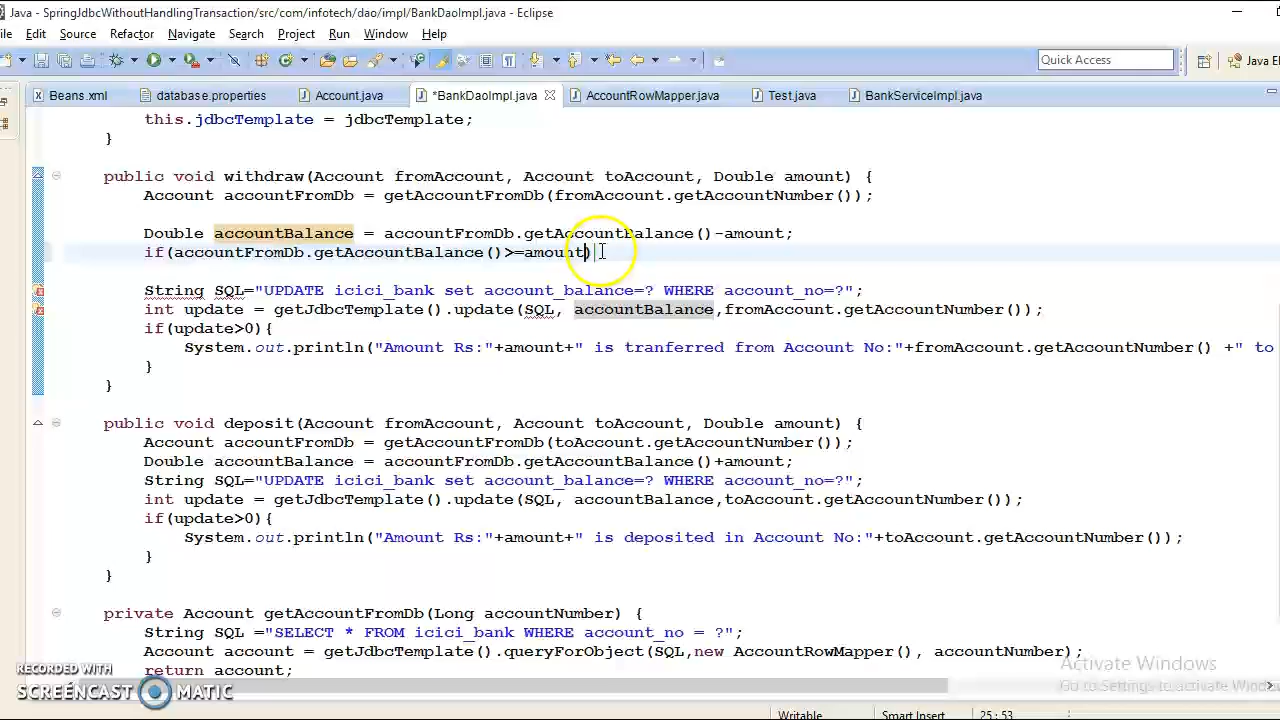 Java - SpringJdbcWithoutHandlingTransaction/src/com/infotech/dao/impl/BankDaoImpl.java - Eclipse
ile Edit Source Refactor Navigate Search Project Run Window Help
Quick Access
Java E
Beans.xml database.properties Account.java *BankDaoImpl.java AccountRowMapper.java Test.java BankServiceImpl.java
this.jdbcTemplate = jdbcTemplate;
}
public void withdraw(Account fromAccount, Account toAccount, Double amount) {
Account accountFromDb = getAccountFromDb(fromAccount.getAccountNumber());
Double accountBalance = accountFromDb.getAccountBalance()-amount;
if(accountFromDb.getAccountBalance()>=amount)
String SQL="UPDATE icici_bank set account_balance=? WHERE account_no=?";
int update = getJdbcTemplate().update(SQL, accountBalance,fromAccount.getAccountNumber());
if(update>0){
System.out.println("Amount Rs:"+amount+" is tranferred from Account No:"+fromAccount.getAccountNumber() +" to
}
}
public void deposit(Account fromAccount, Account toAccount, Double amount) {
Account accountFromDb = getAccountFromDb(toAccount.getAccountNumber());
Double accountBalance = accountFromDb.getAccountBalance()+amount;
String SQL="UPDATE icici_bank set account_balance=? WHERE account_no=?";
int update = getJdbcTemplate().update(SQL, accountBalance,toAccount.getAccountNumber());
if(update>0){
System.out.println("Amount Rs:"+amount+" is deposited in Account No:"+toAccount.getAccountNumber());
}
}
private Account getAccountFromDb(Long accountNumber) {
String SQL ="SELECT * FROM icici_bank WHERE account_no = ?";
Account account = getJdbcTemplate().queryForObject(SQL,new AccountRowMapper(), accountNumber);
return account;
Activate Windows
Go to Settings to activate Wind
RECORDED WITH
SCREENCAST MATIC
Writable Smart Insert 25 : 53